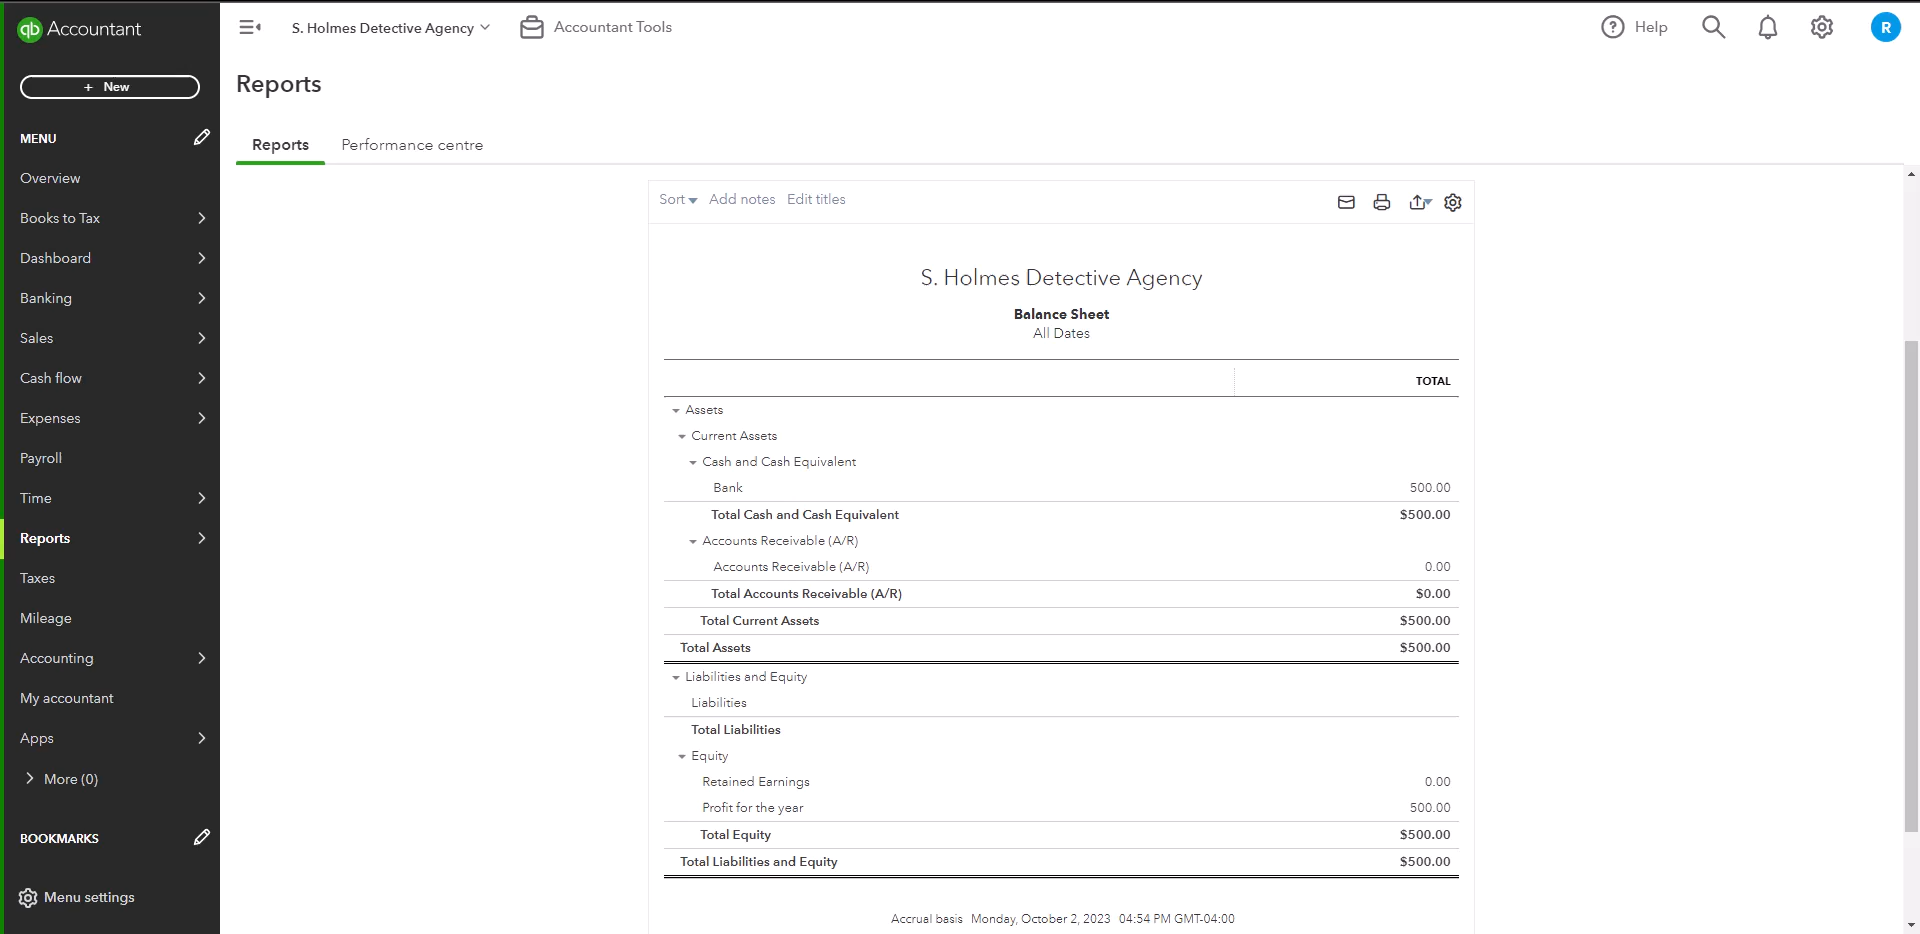 qb Accountant
S. Holmes Detective Agency
Accountant Tools
Help
R
+ New
Reports
MENU
Reports
Performance centre
Overview
Books to Tax
Dashboard
Banking
Sales
Cash flow
Expenses
Payroll
Time
Reports
Taxes
Mileage
Accounting
My accountant
Apps
More (0)
BOOKMARKS
Menu settings
Sort Add notes Edit titles
S. Holmes Detective Agency
Balance Sheet
All Dates
TOTAL
Assets
Current Assets
Cash and Cash Equivalent
Bank 500.00
Total Cash and Cash Equivalent $500.00
Accounts Receivable (A/R)
Accounts Receivable (A/R) 0.00
Total Accounts Receivable (A/R) $0.00
Total Current Assets $500.00
Total Assets $500.00
Liabilities and Equity
Liabilities
Total Liabilities
Equity
Retained Earnings 0.00
Profit for the year 500.00
Total Equity $500.00
Total Liabilities and Equity $500.00
Accrual basis Monday, October 2, 2023 04:54 PM GMT-04:00